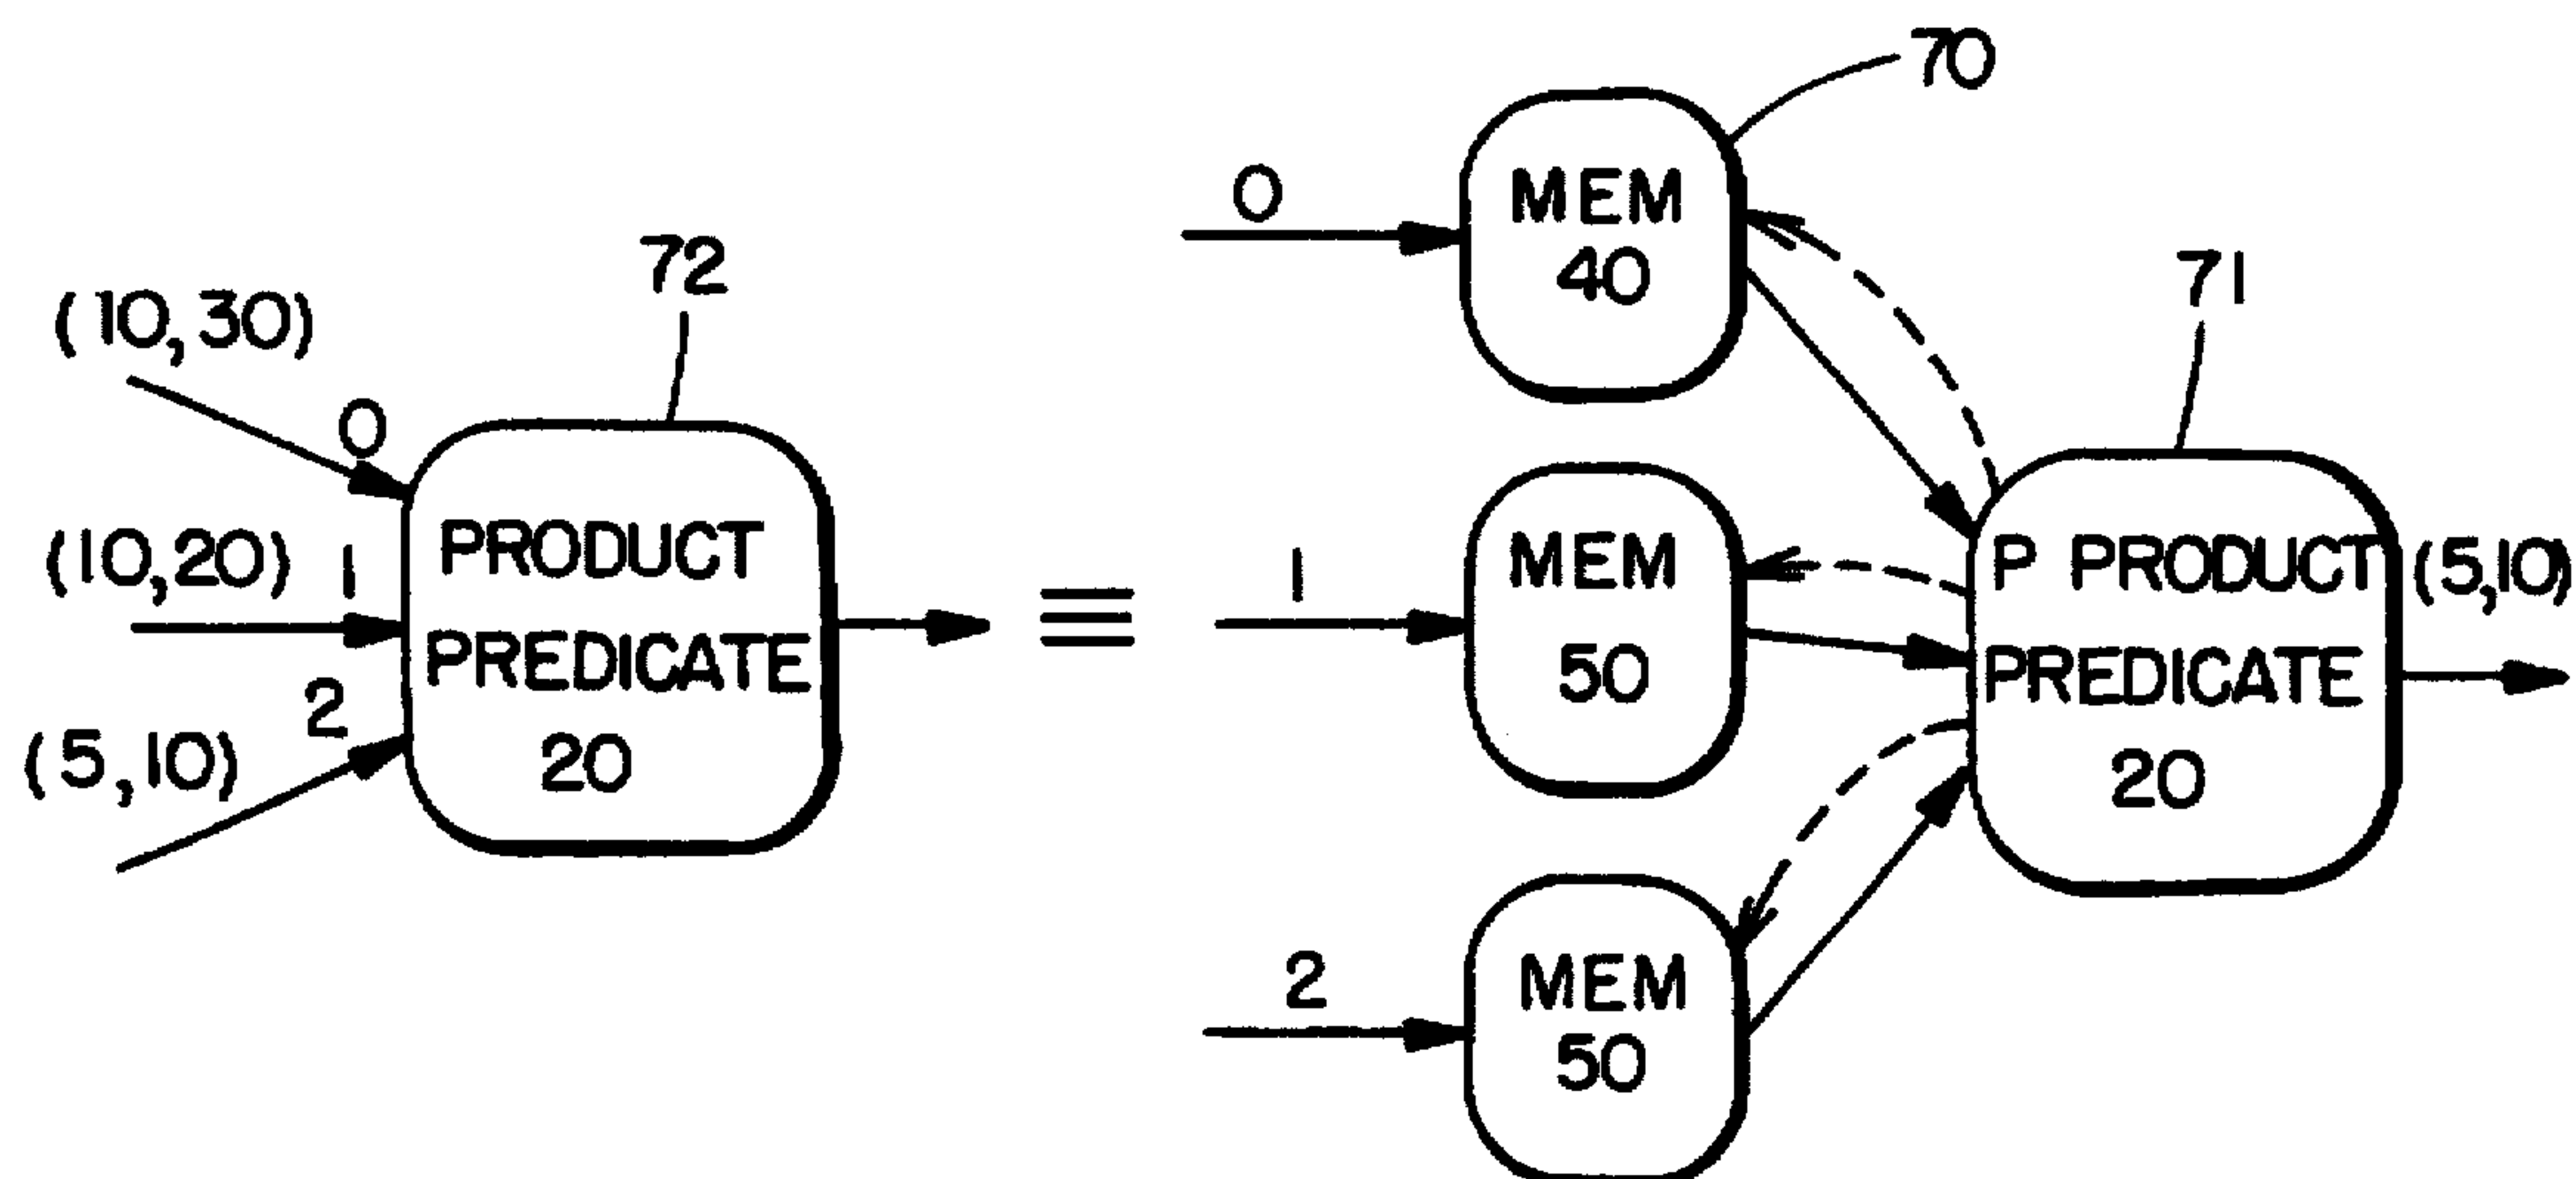 (10,30)
0
72
(10,20)
1
2
(5,10)
PRODUCT
PREDICATE
20
≡
0
MEM
40
70
1
MEM
50
2
MEM
50
71
P PRODUCT
PREDICATE
20
(5,10)